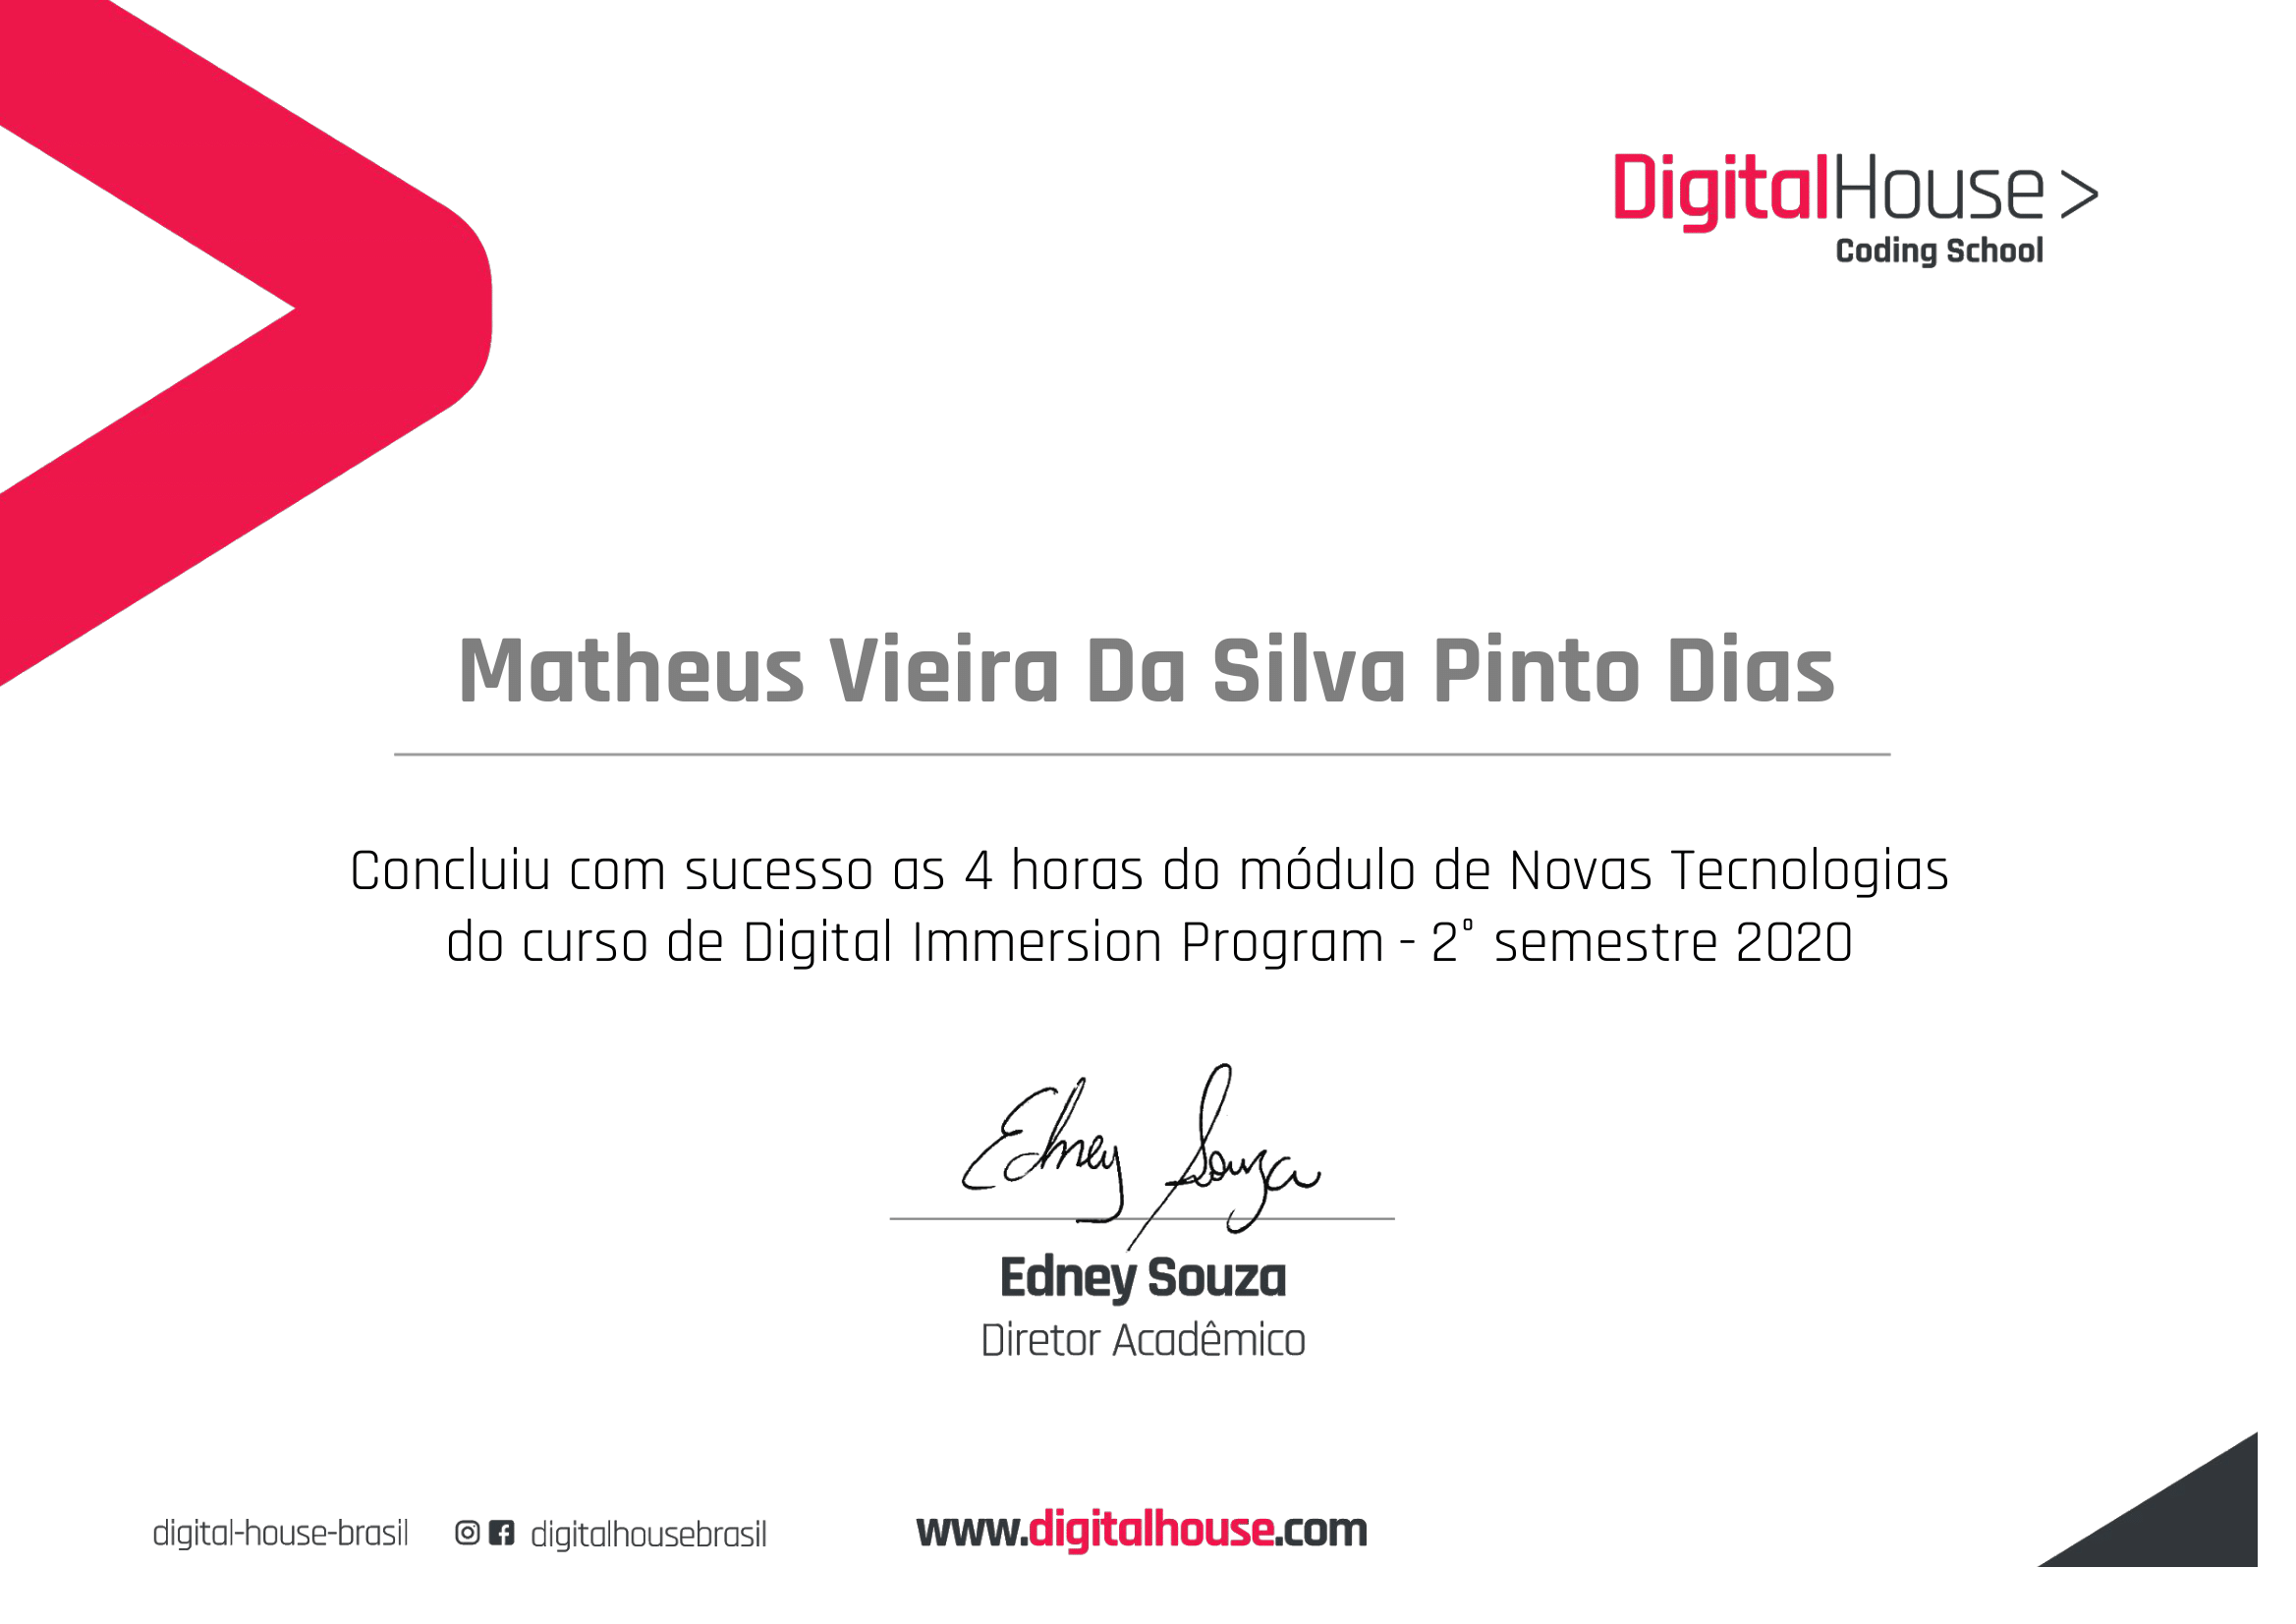 DigitalHouse >
Coding School
Matheus Vieira Da Silva Pinto Dias
Concluiu com sucesso as 4 horas do módulo de Novas Tecnologias
do curso de Digital Immersion Program - 2° semestre 2020
Edney Souza
Edney Souza
Diretor Acadêmico
digital-house-brasil digitalhousebrasil www.digitalhouse.com